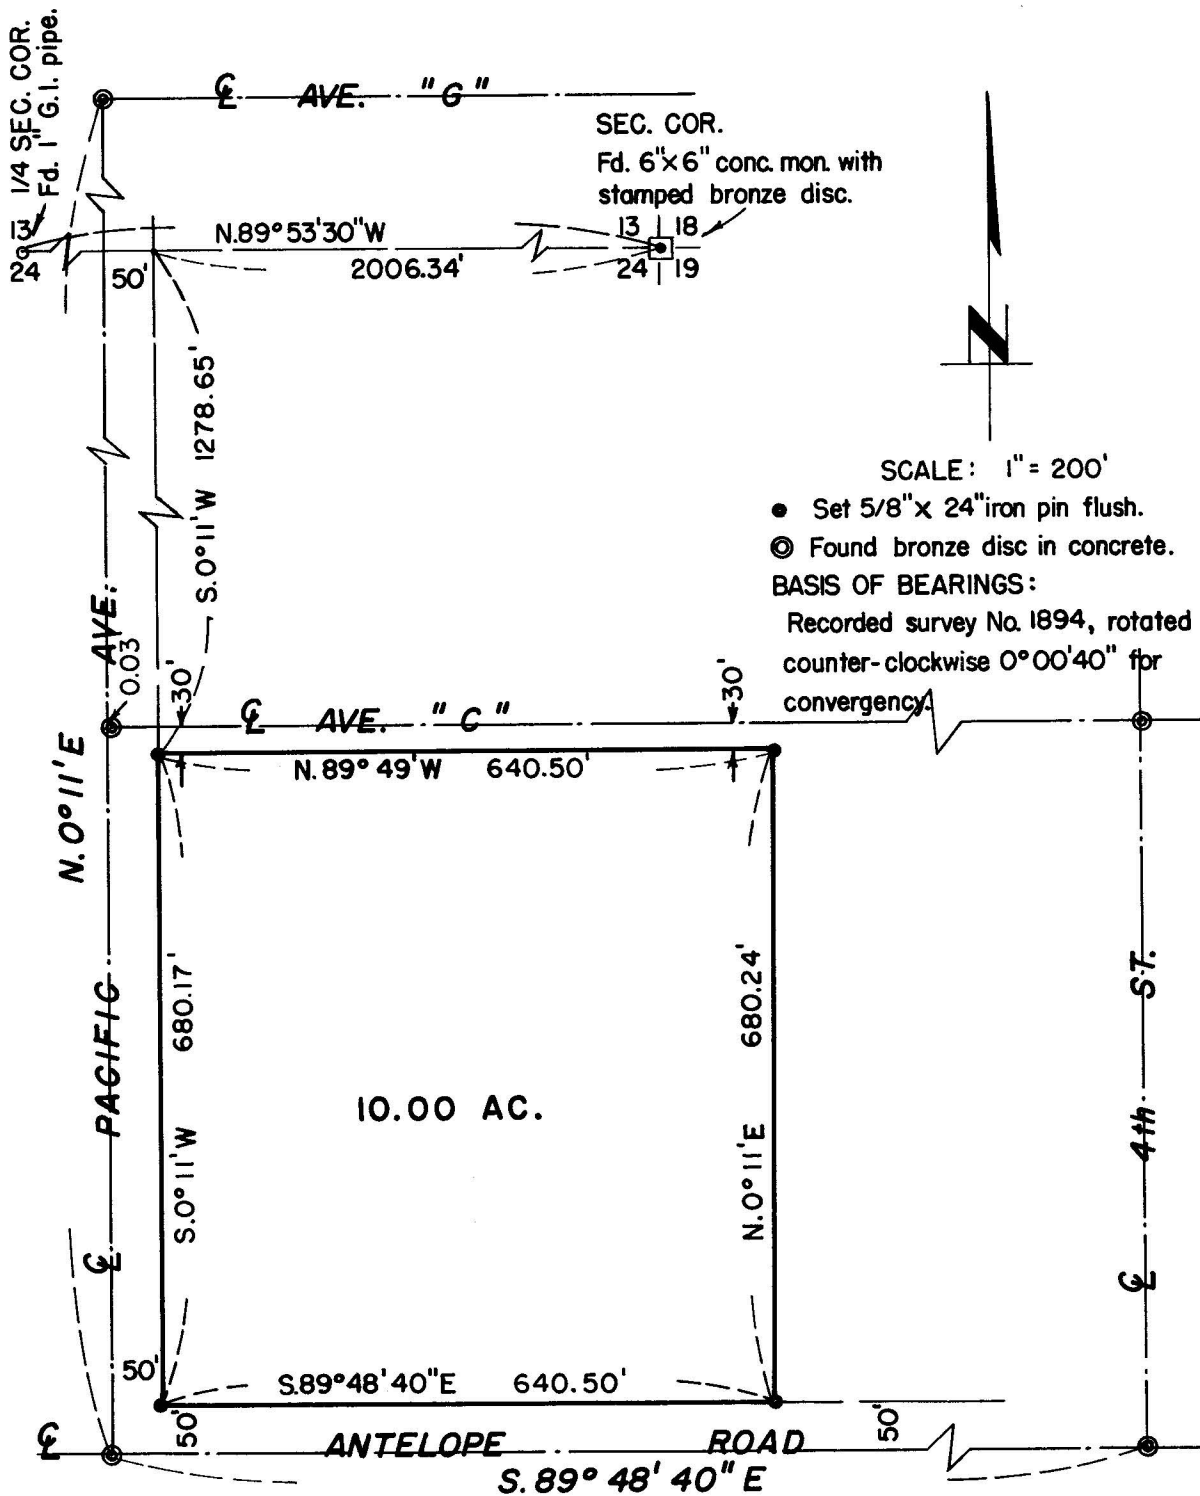 1/4 SEC. COR.
Fd. 1" G.I. pipe.
℄ AVE. "G"
SEC. COR.
Fd. 6"x6" conc. mon. with
stamped bronze disc.
13
24
13 18
24 19
N.89°53'30"W
2006.34'
50'
S.0°11'W 1278.65'
SCALE: 1" = 200'
Set 5/8"x 24" iron pin flush.
Found bronze disc in concrete.
BASIS OF BEARINGS:
Recorded survey No. 1894, rotated
counter-clockwise 0°00'40" for
convergency.
0.03
30'
℄ AVE. "C"
30'
N.89°49'W 640.50'
N.0°11'E
℄ PACIFIC AVE.
S.0°11'W 680.17'
10.00 AC.
N.0°11'E 680.24'
℄ 4th ST.
50'
S.89°48'40"E 640.50'
50'
50'
℄ ANTELOPE ROAD
S.89°48'40"E